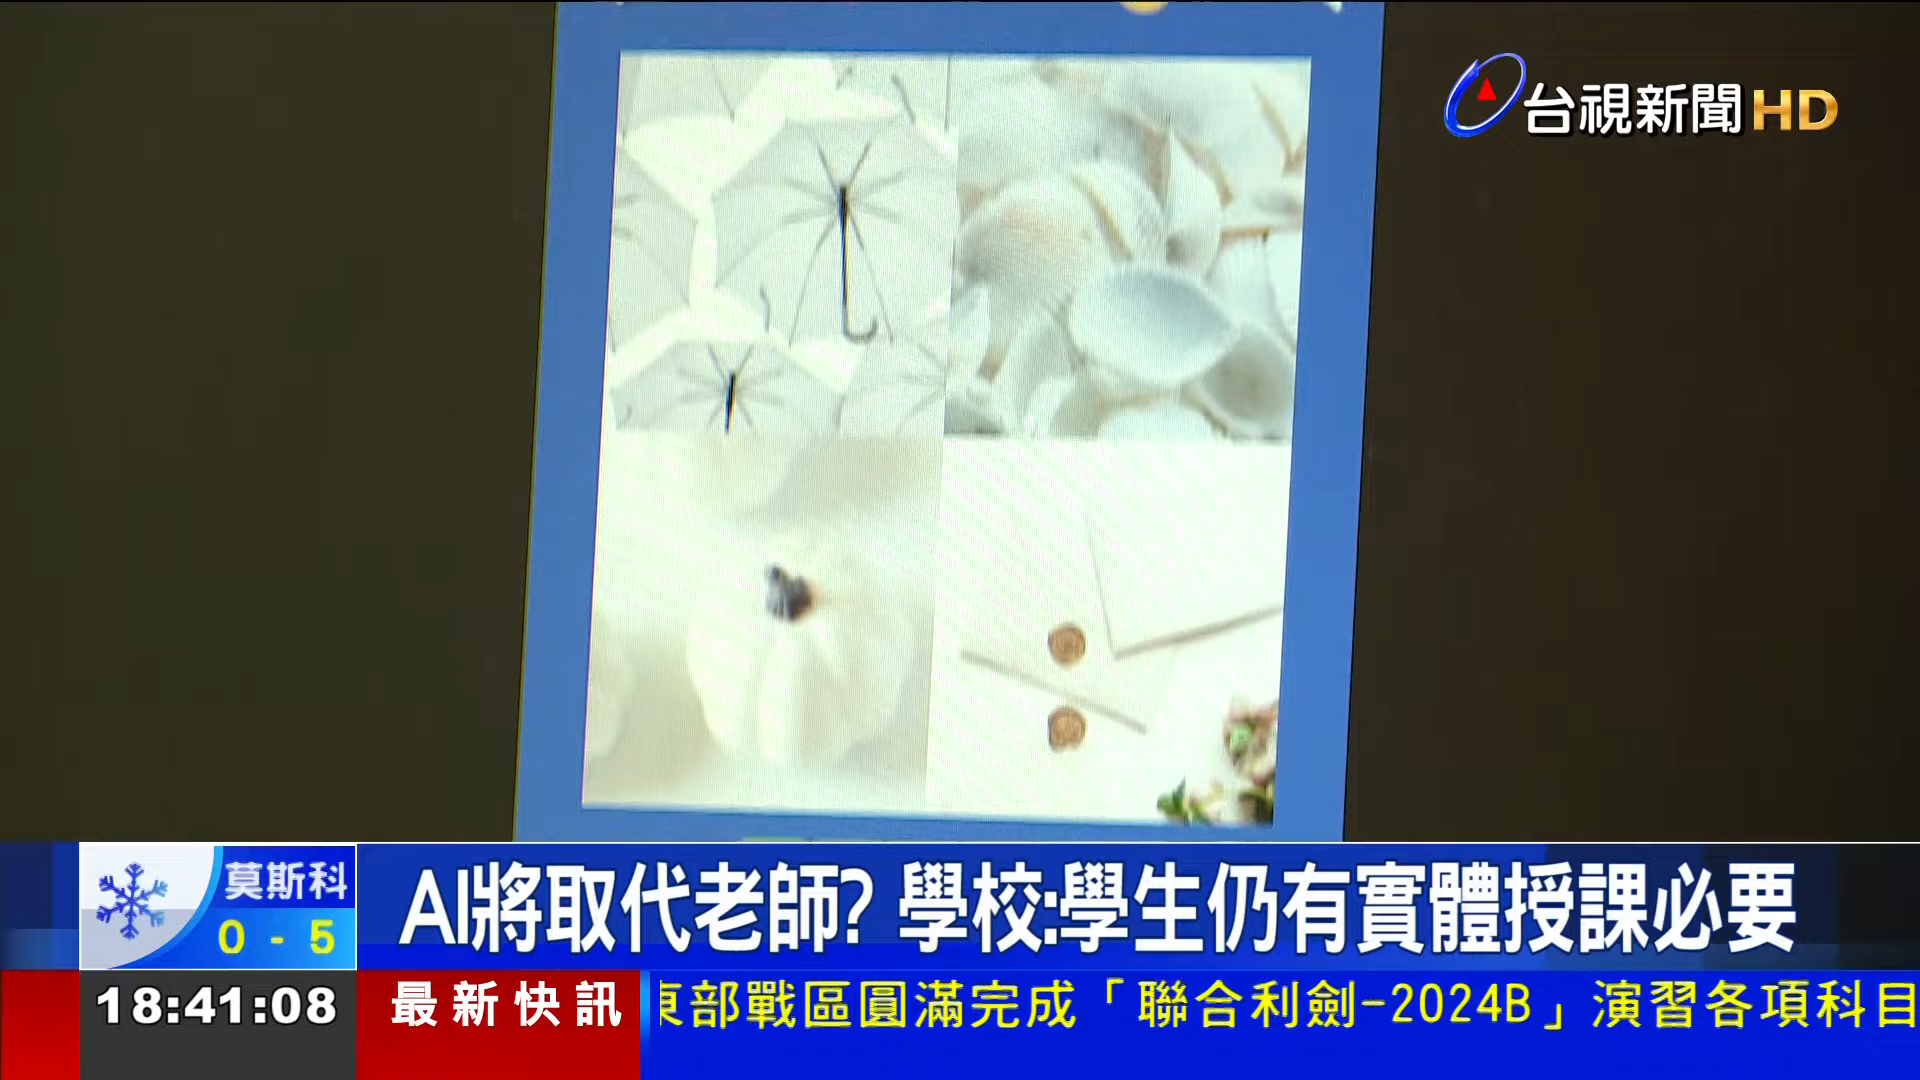 台視新聞HD
莫斯科
0 - 5
AI將取代老師? 學校:學生仍有實體授課必要
18:41:08
最新快訊
東部戰區圓滿完成「聯合利劍-2024B」演習各項科目